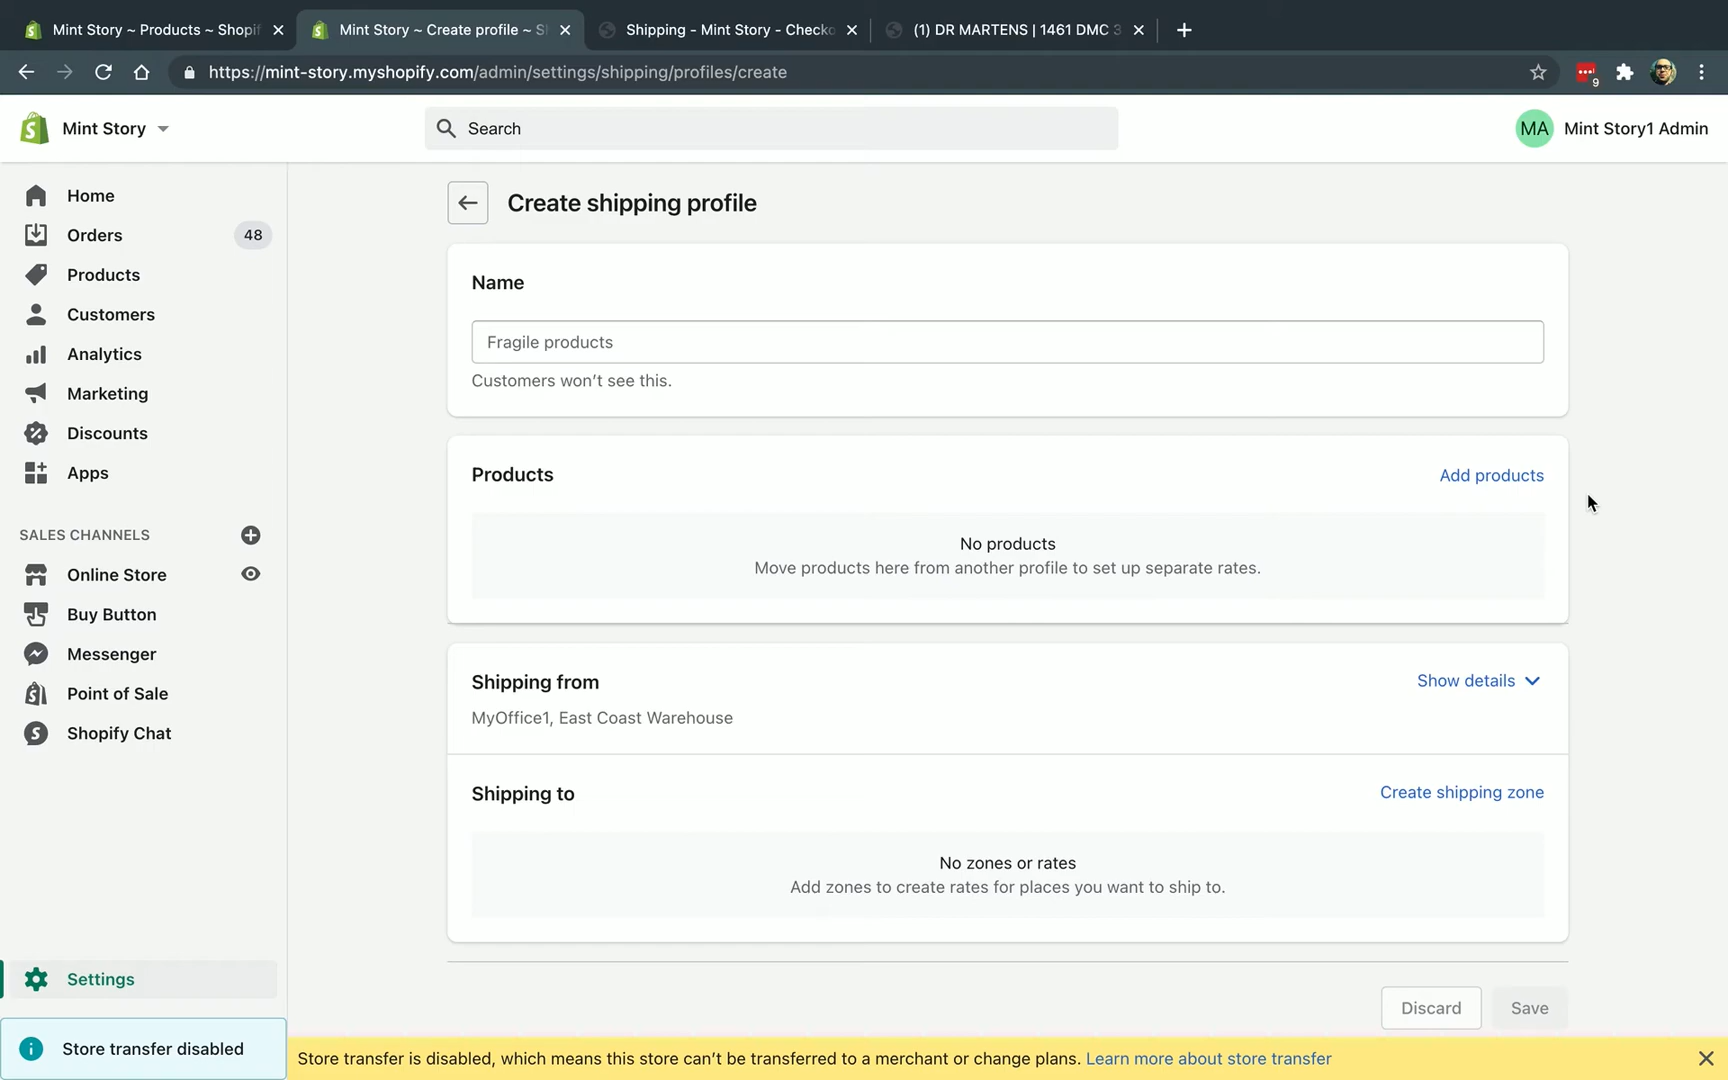 Mint Story ~ Products ~ Shopif
Mint Story ~ Create profile ~ S
Shipping - Mint Story - Checko
(1) DR MARTENS | 1461 DMC 3
https://mint-story.myshopify.com/admin/settings/shipping/profiles/create
9
Mint Story
Search
MA
Mint Story1 Admin
Home
Orders
48
Products
Customers
Analytics
Marketing
Discounts
Apps
SALES CHANNELS
Online Store
Buy Button
Messenger
Point of Sale
Shopify Chat
Settings
Store transfer disabled
Create shipping profile
Name
Fragile products
Customers won't see this.
Products
Add products
No products
Move products here from another profile to set up separate rates.
Shipping from
Show details
MyOffice1, East Coast Warehouse
Shipping to
Create shipping zone
No zones or rates
Add zones to create rates for places you want to ship to.
Discard
Save
Store transfer is disabled, which means this store can't be transferred to a merchant or change plans. Learn more about store transfer